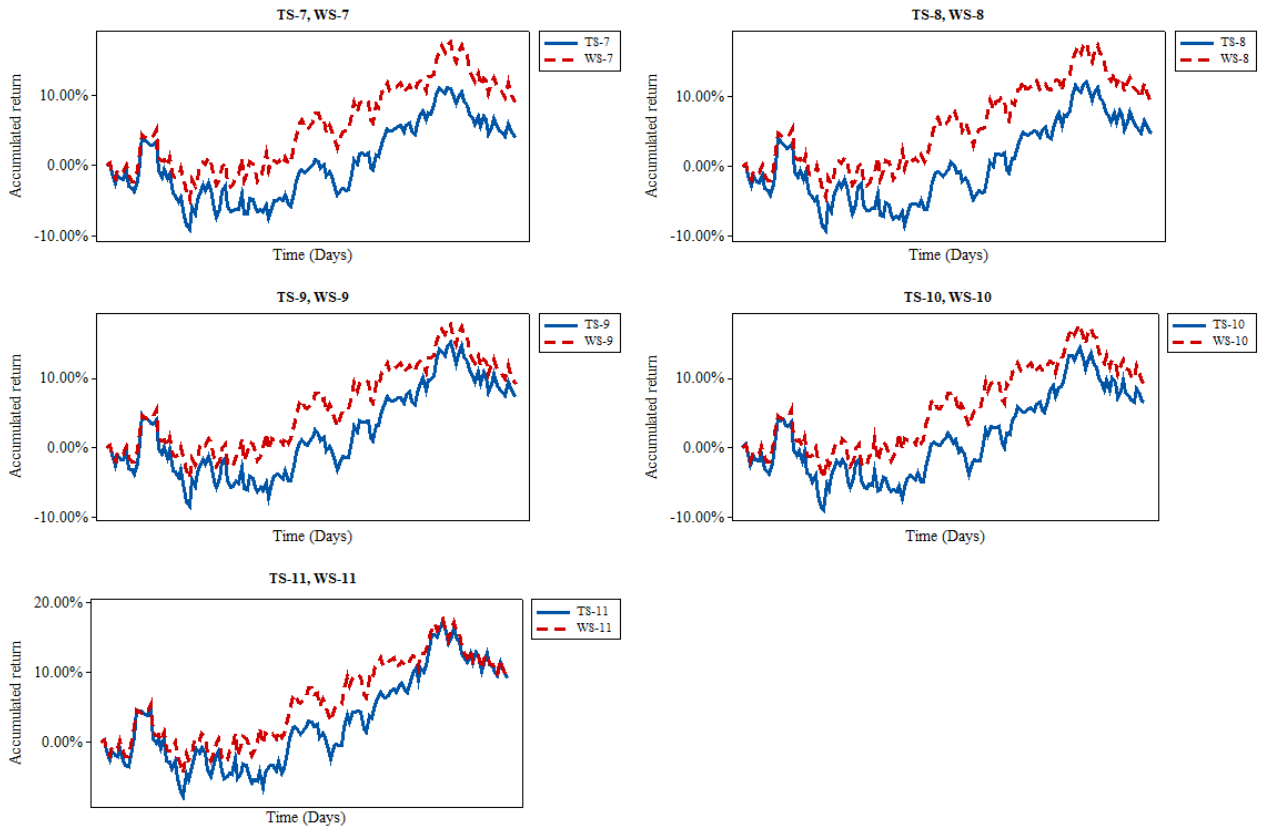 TS-7, WS-7
Accumulated return
10.00%
0.00%
-10.00%
Time (Days)
TS-7
WS-7
TS-8, WS-8
Accumulated return
10.00%
0.00%
-10.00%
Time (Days)
TS-8
WS-8
TS-9, WS-9
Accumulated return
10.00%
0.00%
-10.00%
Time (Days)
TS-9
WS-9
TS-10, WS-10
Accumulated return
10.00%
0.00%
-10.00%
Time (Days)
TS-10
WS-10
TS-11, WS-11
Accumulated return
20.00%
10.00%
0.00%
Time (Days)
TS-11
WS-11